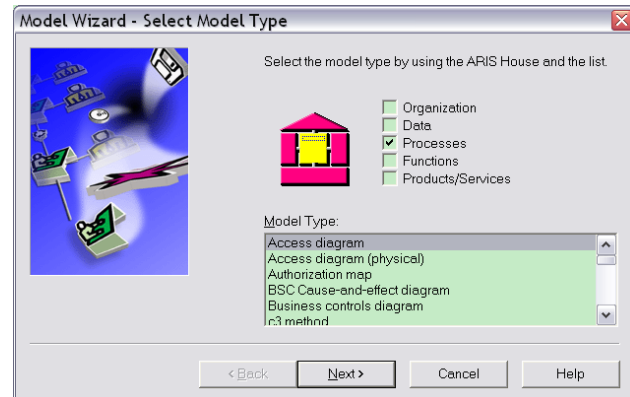 Model Wizard - Select Model Type
Select the model type by using the ARIS House and the list.
Organization
Data
Processes
Functions
Products/Services
Model Type:
Access diagram
Access diagram (physical)
Authorization map
BSC Cause-and-effect diagram
Business controls diagram
c3 method
< Back Next > Cancel Help